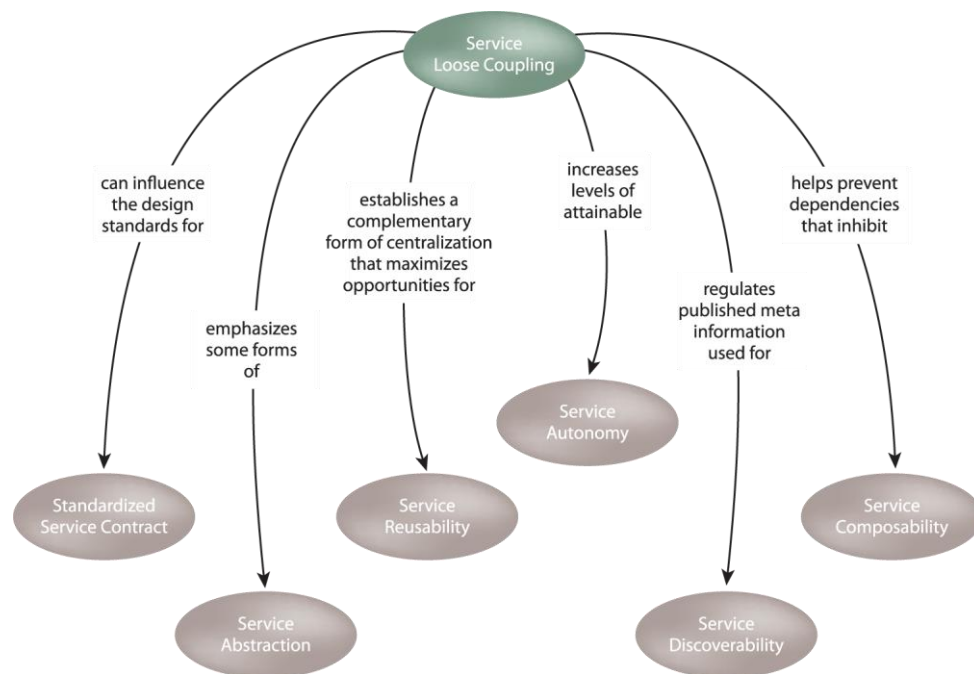 Service
Loose Coupling
can influence
the design
standards for
establishes a
complementary
form of centralization
that maximizes
opportunities for
increases
levels of
attainable
helps prevent
dependencies
that inhibit
emphasizes
some forms
of
regulates
published meta
information
used for
Service
Autonomy
Standardized
Service Contract
Service
Reusability
Service
Composability
Service
Abstraction
Service
Discoverability